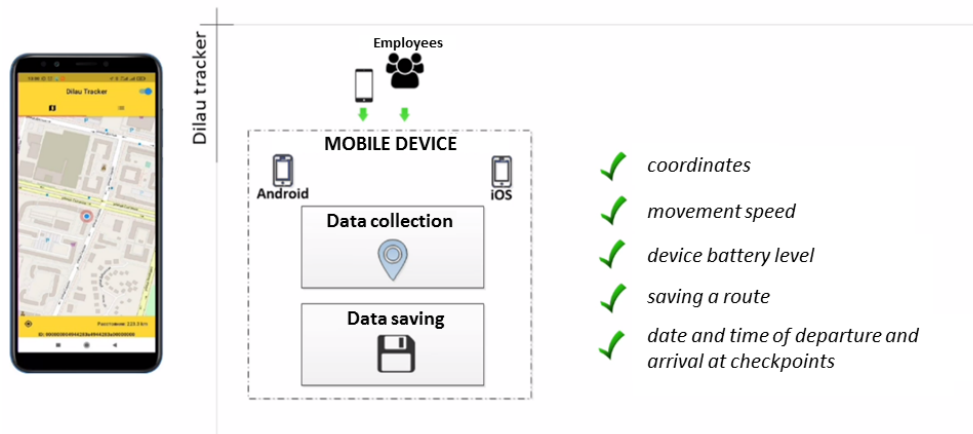 Dilau Tracker
Dilau tracker
Employees
MOBILE DEVICE
Android
iOS
Data collection
Data saving
coordinates
movement speed
device battery level
saving a route
date and time of departure and
arrival at checkpoints